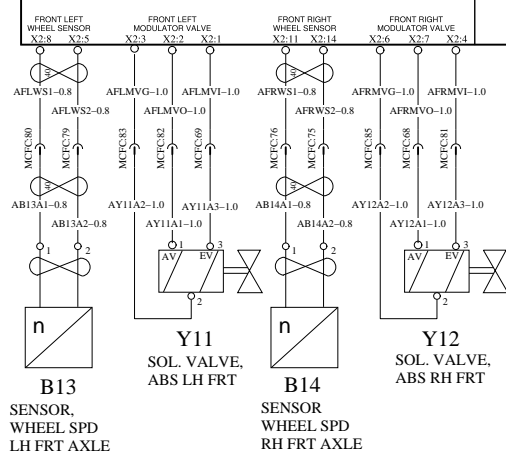 FRONT LEFT FRONT LEFT FRONT RIGHT FRONT RIGHT
WHEEL SENSOR MODULATOR VALVE WHEEL SENSOR MODULATOR VALVE
X2:8 X2:5 X2:3 X2:2 X2:1 X2:11 X2:14 X2:6 X2:7 X2:4
40 40
AFLWS1–0.8 AFLMVG–1.0 AFLMVI–1.0 AFRWS1–0.8 AFRMVG–1.0 AFRMVI–1.0
AFLWS2–0.8 AFLMVO–1.0 AFRWS2–0.8 AFRMVO–1.0
MCFC:80 MCFC:79 MCFC:83 MCFC:82 MCFC:69 MCFC:76 MCFC:75 MCFC:85 MCFC:68 MCFC:81
40 40
AB13A1–0.8 AY11A2–1.0 AY11A3–1.0 AB14A1–0.8 AY12A2–1.0 AY12A3–1.0
AB13A2–0.8 AY11A1–1.0 AB14A2–0.8 AY12A1–1.0
1 2 1 3 1 2 1 3
AV EV AV EV
2 2
n n
Y11 Y12
SOL. VALVE, SOL. VALVE,
ABS LH FRT ABS RH FRT
B13 B14
SENSOR, SENSOR
WHEEL SPD WHEEL SPD
LH FRT AXLE RH FRT AXLE